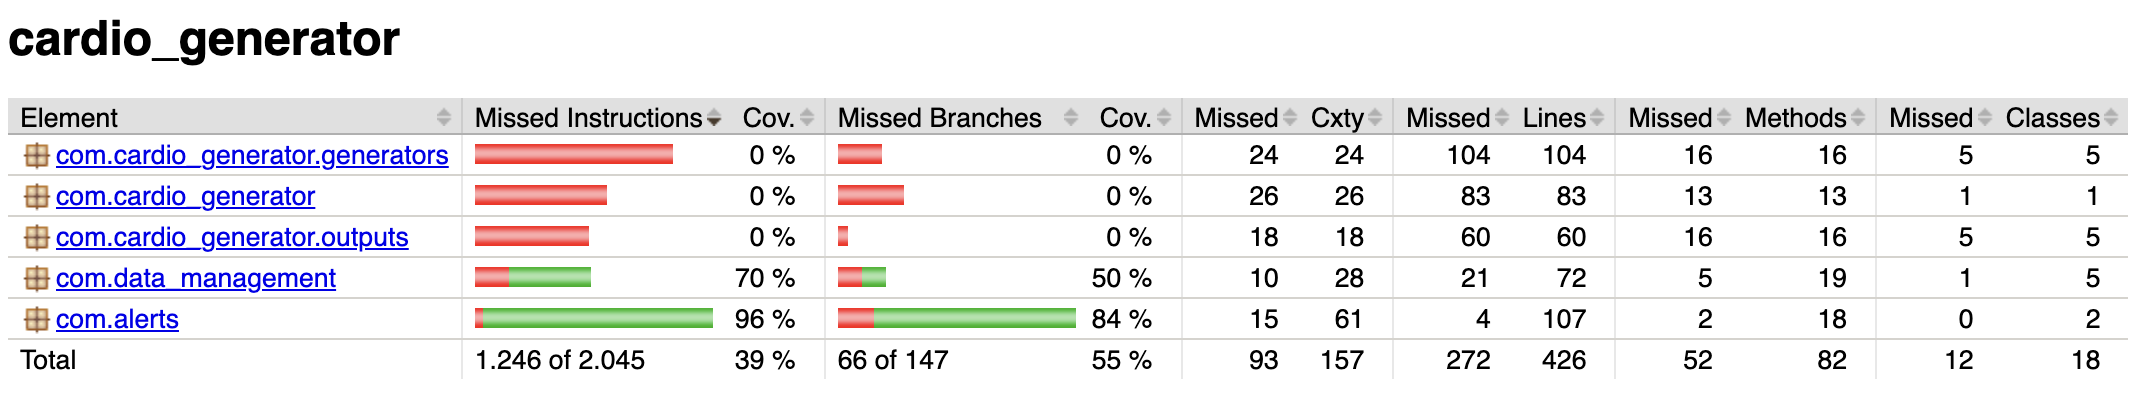 cardio_generator
Element Missed Instructions Cov. Missed Branches Cov. Missed Cxty Missed Lines Missed Methods Missed Classes
com.cardio_generator.generators 0 % 0 % 24 24 104 104 16 16 5 5
com.cardio_generator 0 % 0 % 26 26 83 83 13 13 1 1
com.cardio_generator.outputs 0 % 0 % 18 18 60 60 16 16 5 5
com.data_management 70 % 50 % 10 28 21 72 5 19 1 5
com.alerts 96 % 84 % 15 61 4 107 2 18 0 2
Total 1.246 of 2.045 39 % 66 of 147 55 % 93 157 272 426 52 82 12 18